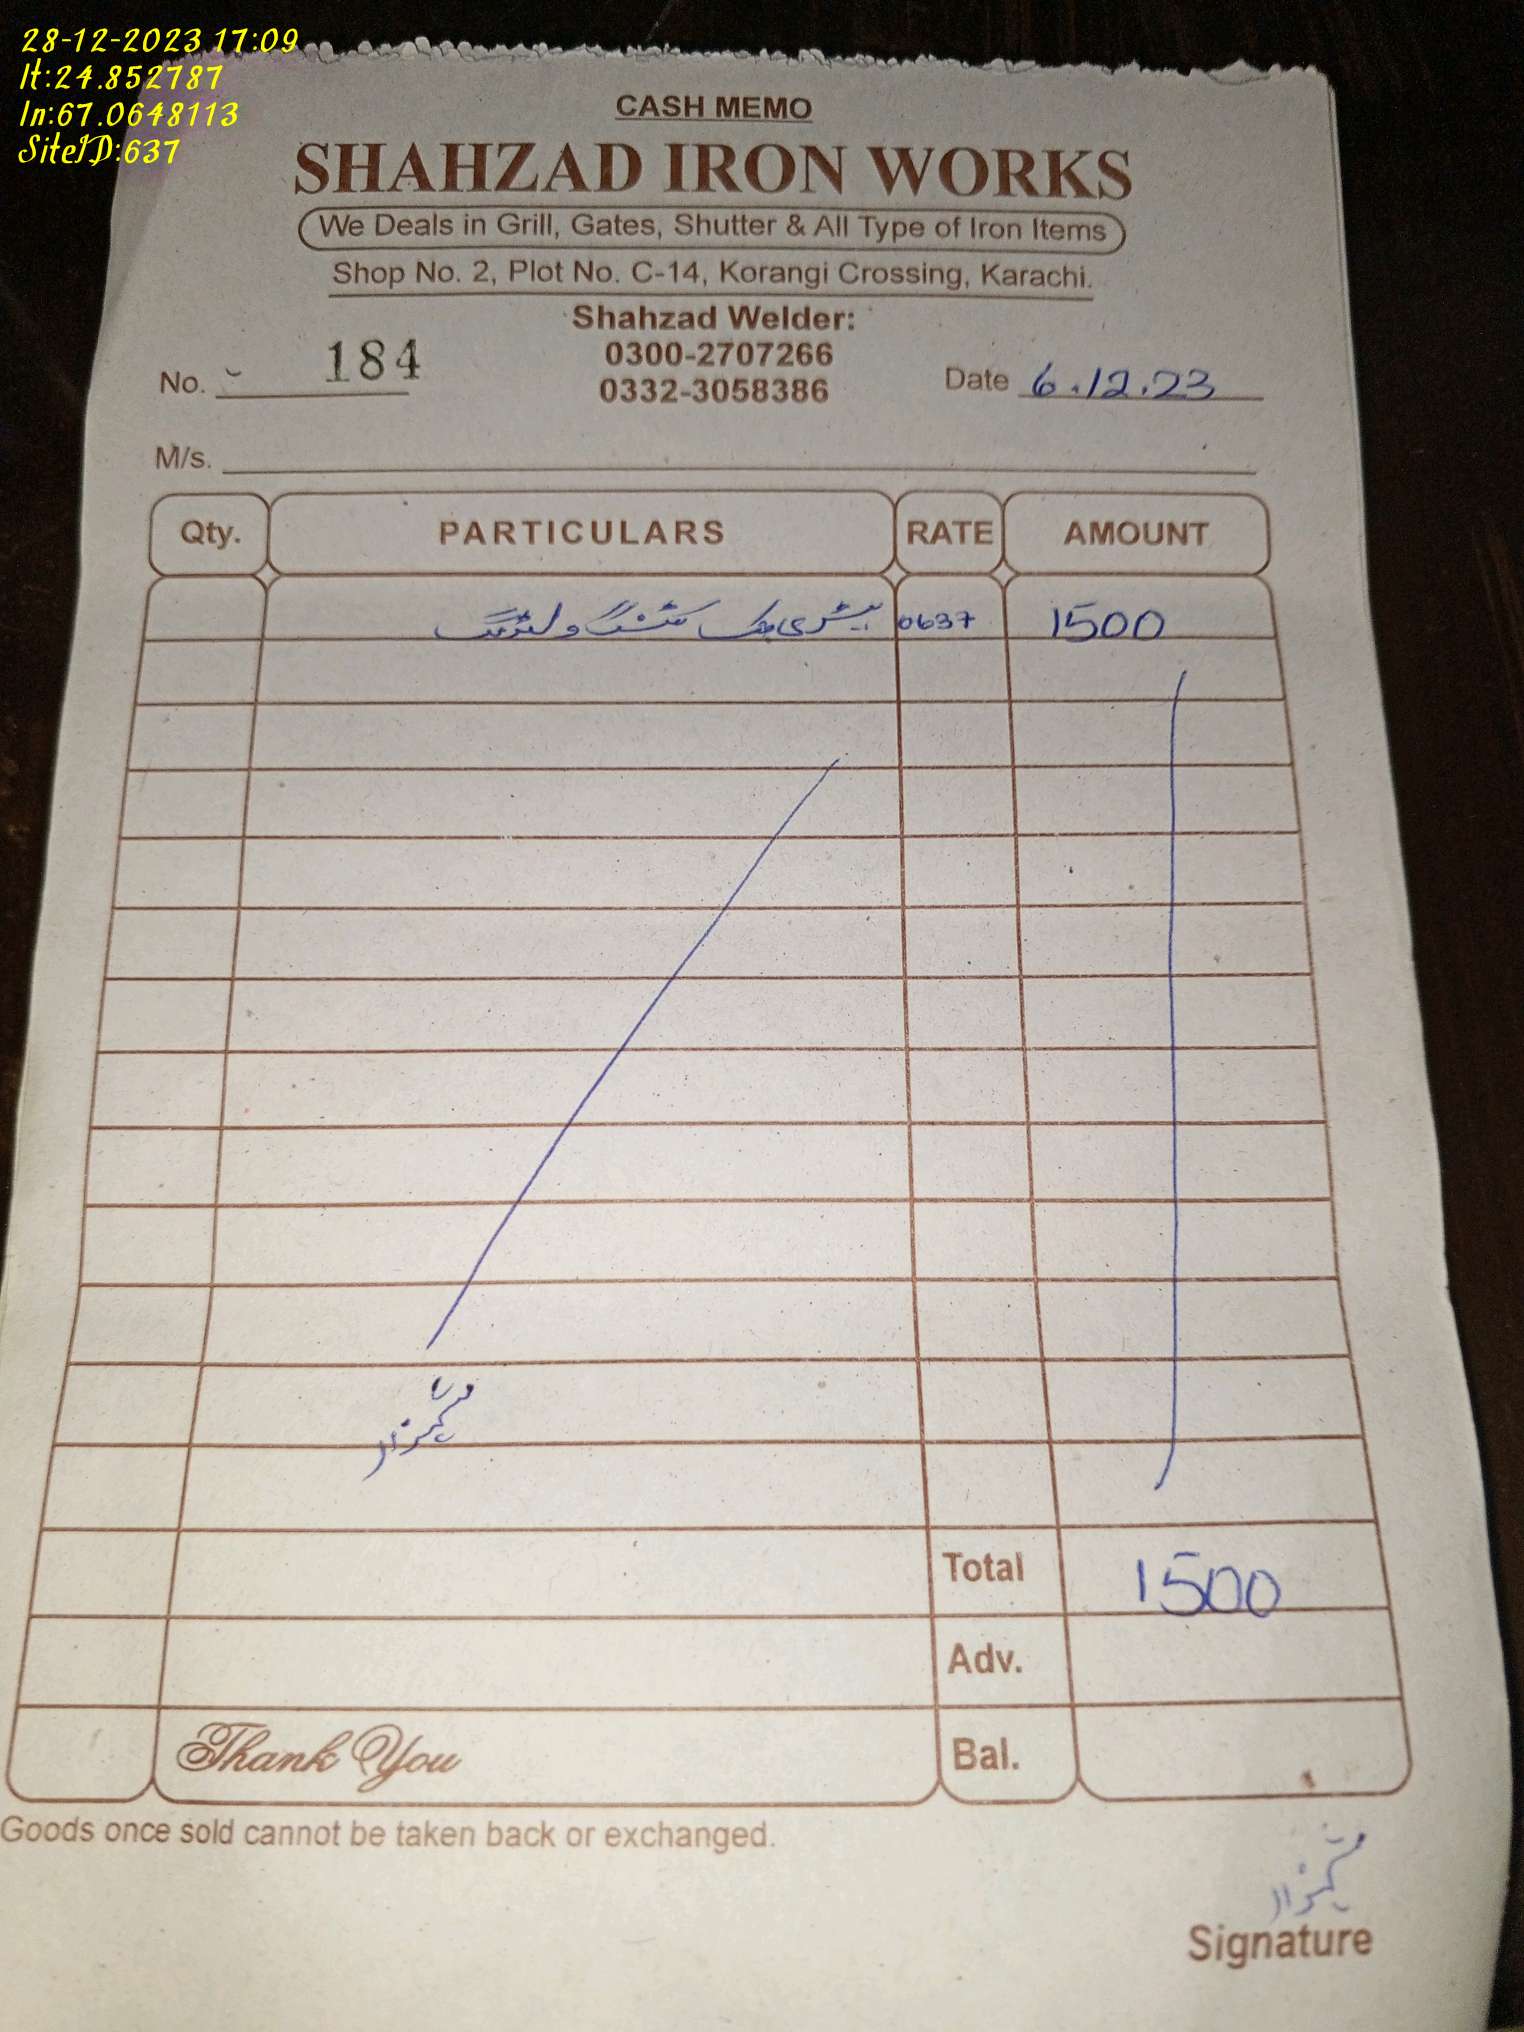 28-12-2023 17:09
lt:24.852787
ln:67.0648113
SiteID:637
CASH MEMO
SHAHZAD IRON WORKS
We Deals in Grill, Gates, Shutter & All Type of Iron Items
Shop No. 2, Plot No. C-14, Korangi Crossing, Karachi.
Shahzad Welder:
0300-2707266
0332-3058386
No. 184
Date 6.12.23
M/s.
Qty. PARTICULARS RATE AMOUNT
کٹنگ و 0637 1500
Total 1500
Adv.
Thank You Bal.
Goods once sold cannot be taken back or exchanged.
Signature